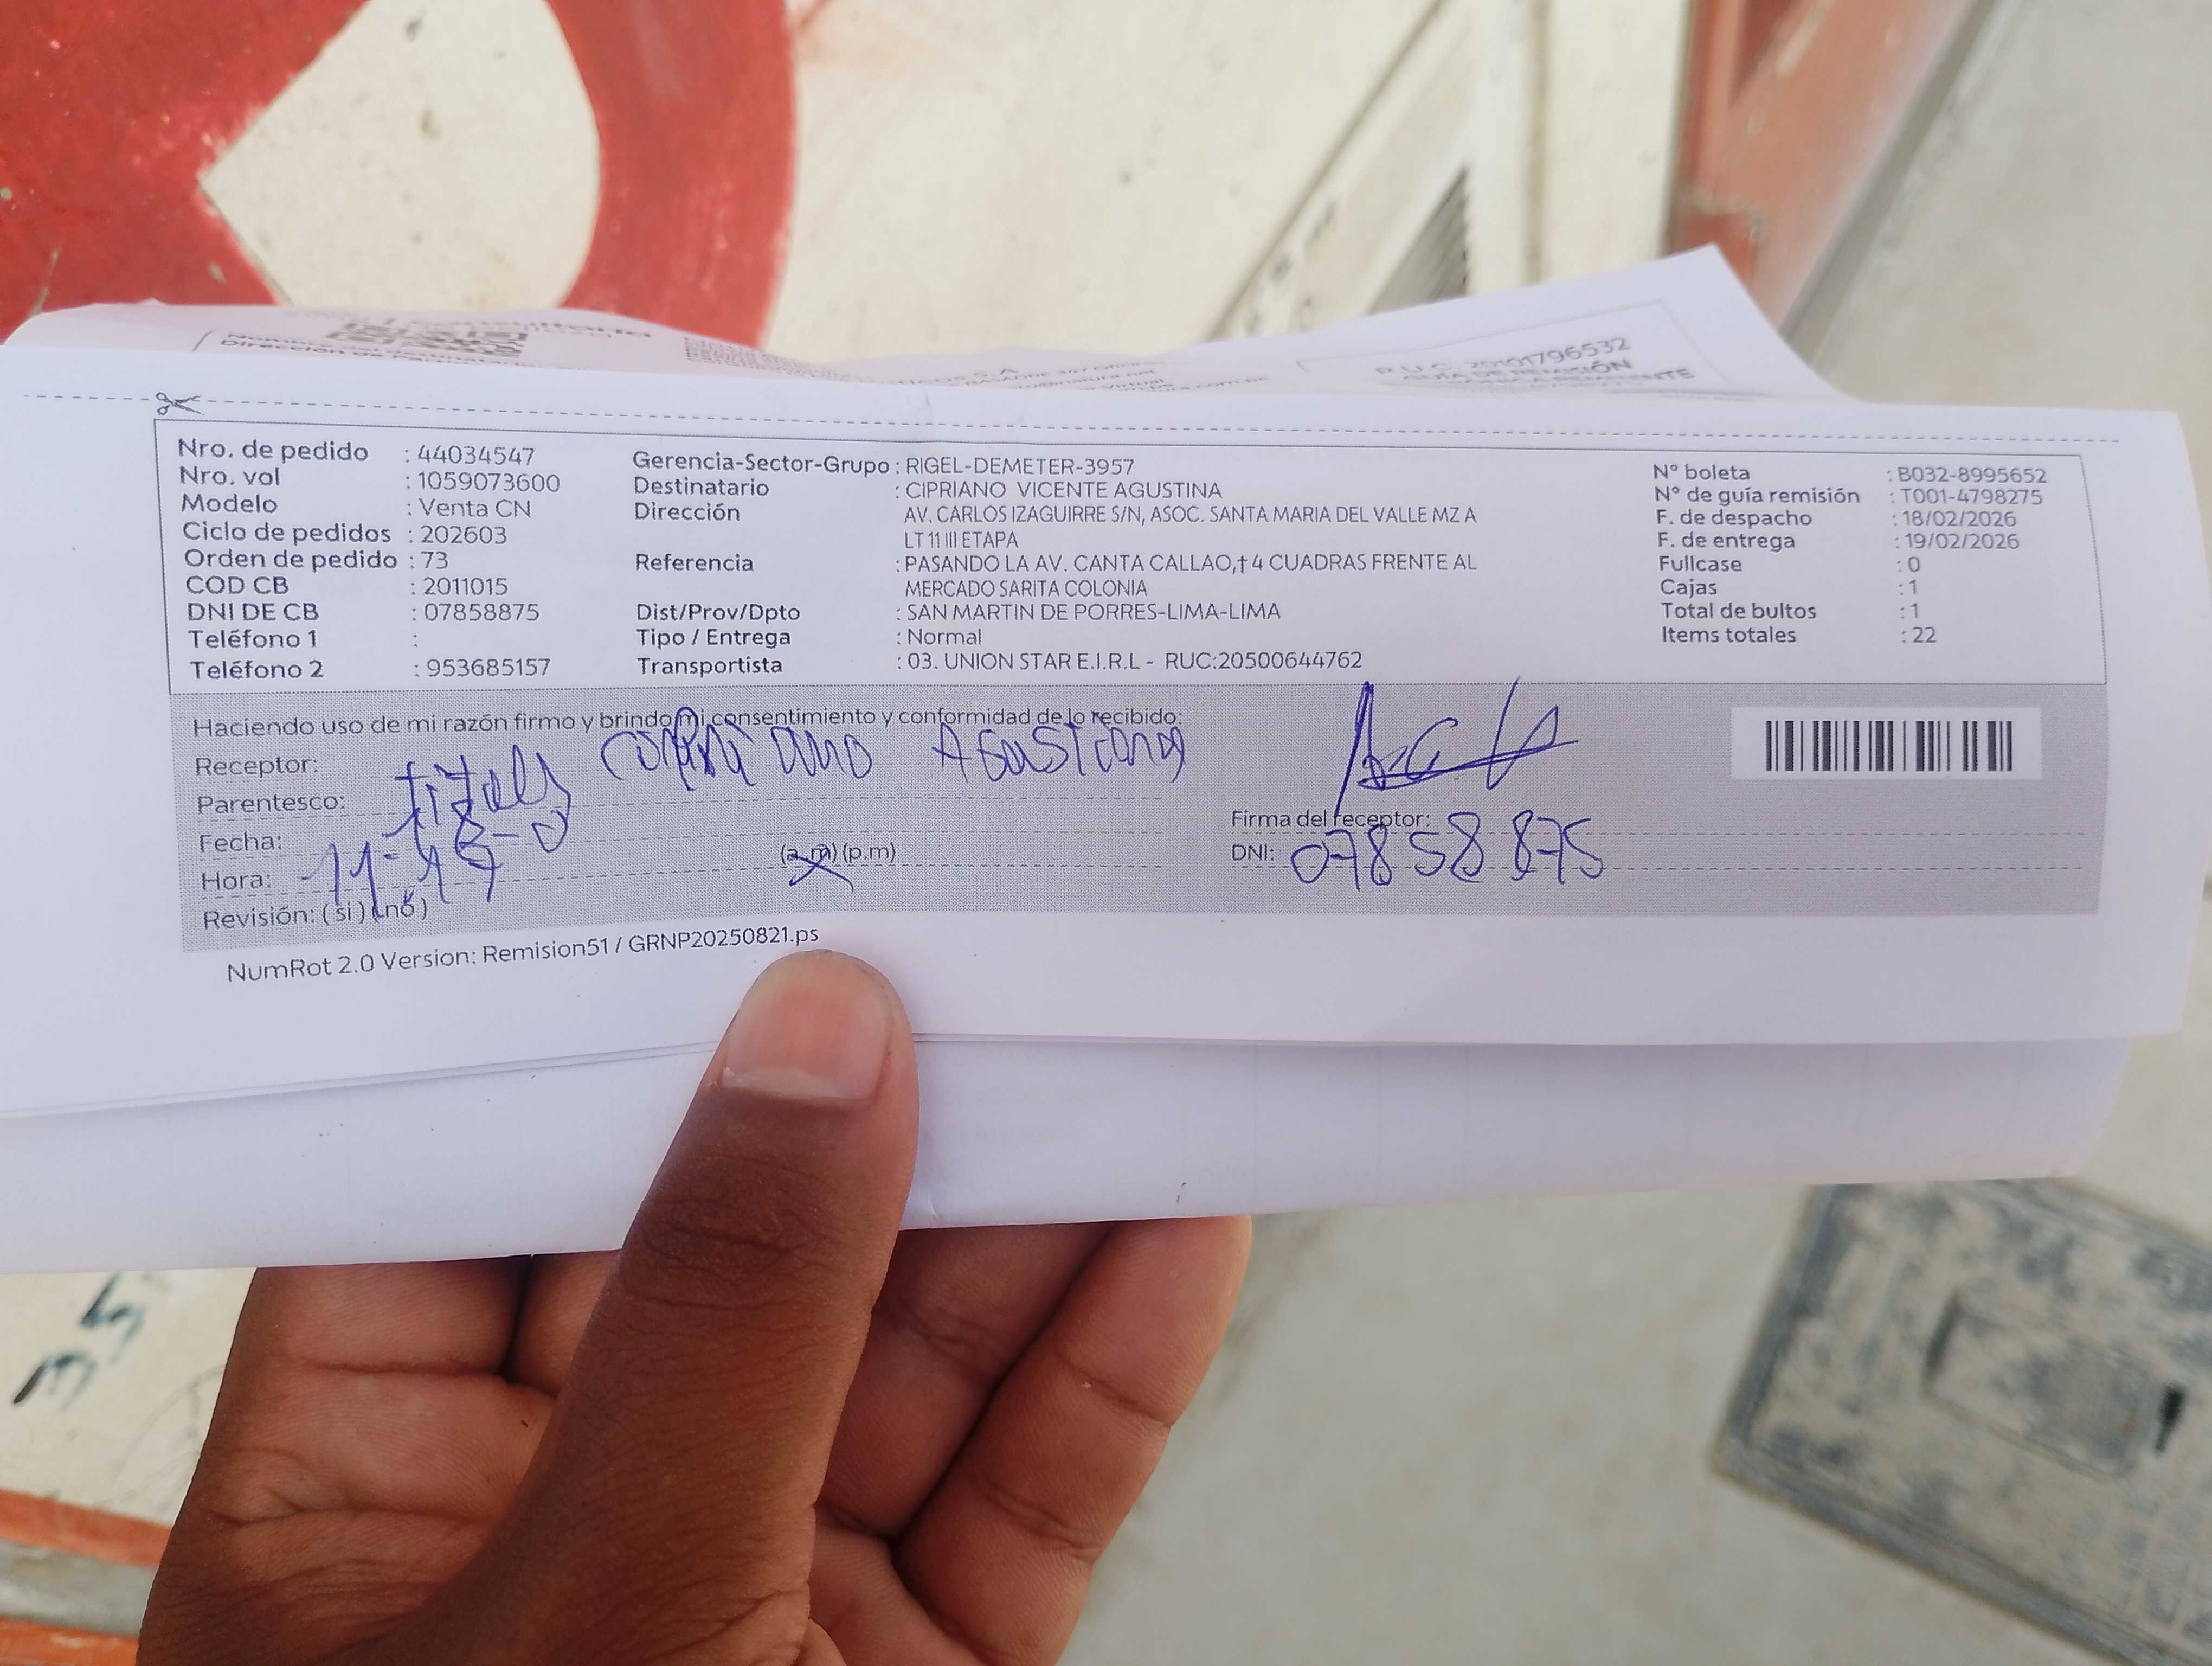 R.U.C. 20101796532
GUÍA DE REMISIÓN
Nro. de pedido : 44034547
Nro. vol : 1059073600
Modelo : Venta CN
Ciclo de pedidos : 202603
Orden de pedido : 73
COD CB : 2011015
DNI DE CB : 07858875
Teléfono 1 :
Teléfono 2 : 953685157
Gerencia-Sector-Grupo : RIGEL-DEMETER-3957
Destinatario : CIPRIANO VICENTE AGUSTINA
Dirección AV. CARLOS IZAGUIRRE S/N, ASOC. SANTA MARIA DEL VALLE MZ A
LT 11 III ETAPA
Referencia : PASANDO LA AV. CANTA CALLAO,† 4 CUADRAS FRENTE AL
MERCADO SARITA COLONIA
Dist/Prov/Dpto : SAN MARTIN DE PORRES-LIMA-LIMA
Tipo / Entrega : Normal
Transportista : 03. UNION STAR E.I.R.L - RUC:20500644762
N° boleta : B032-8995652
N° de guía remisión : T001-4798275
F. de despacho : 18/02/2026
F. de entrega : 19/02/2026
Fullcase : 0
Cajas : 1
Total de bultos : 1
Items totales : 22
Haciendo uso de mi razón firmo y brindo mi consentimiento y conformidad de lo recibido:
Receptor:
Parentesco:
Fecha:
Hora: (a.m) (p.m)
Revisión: ( si ) ( no )
Firma del receptor:
DNI: 07858875
NumRot 2.0 Version: Remision51 / GRNP20250821.ps
35